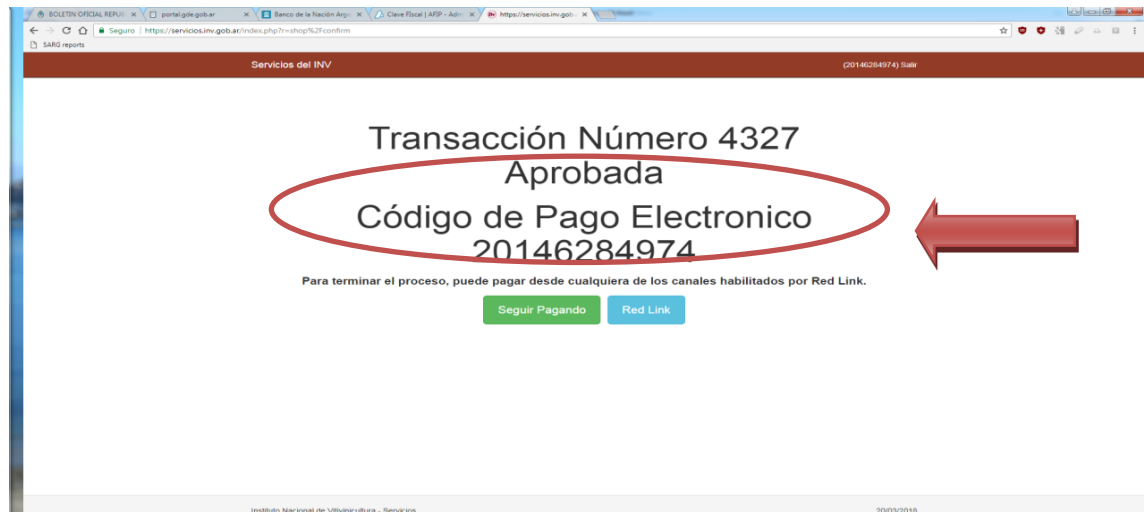 BOLETIN OFICIAL REPUB
portal.gde.gob.ar
Banco de la Nación Arge
Clave Fiscal | AFIP - Admi
https://servicios.inv.gob.a
Seguro | https://servicios.inv.gob.ar/index.php?r=shop%2Fconfirm
SARG reports
Servicios del INV
(20146284974) Salir
Transacción Número 4327
Aprobada
Código de Pago Electronico
20146284974
Para terminar el proceso, puede pagar desde cualquiera de los canales habilitados por Red Link.
Seguir Pagando
Red Link
Instituto Nacional de Vitivinicultura - Servicios
20/03/2018